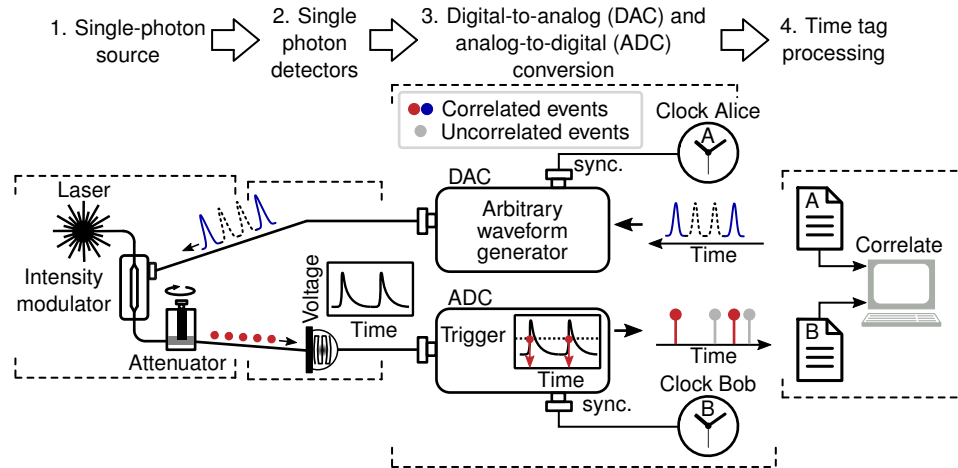 1. Single-photon
source
2. Single
photon
detectors
3. Digital-to-analog (DAC) and
analog-to-digital (ADC)
conversion
4. Time tag
processing
Correlated events
Uncorrelated events
Clock Alice
A
sync.
Laser
Intensity
modulator
Attenuator
Voltage
Time
DAC
Arbitrary
waveform
generator
Time
ADC
Trigger
Time
sync.
Time
Clock Bob
B
A
B
Correlate